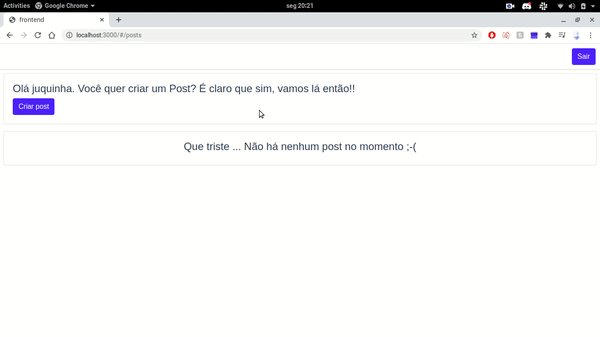 Activities Google Chrome seg 20:21
frontend
localhost:3000/#/posts
Sair
Olá juquinha. Você quer criar um Post? É claro que sim, vamos lá então!!
Criar post
Que triste ... Não há nenhum post no momento ;-(